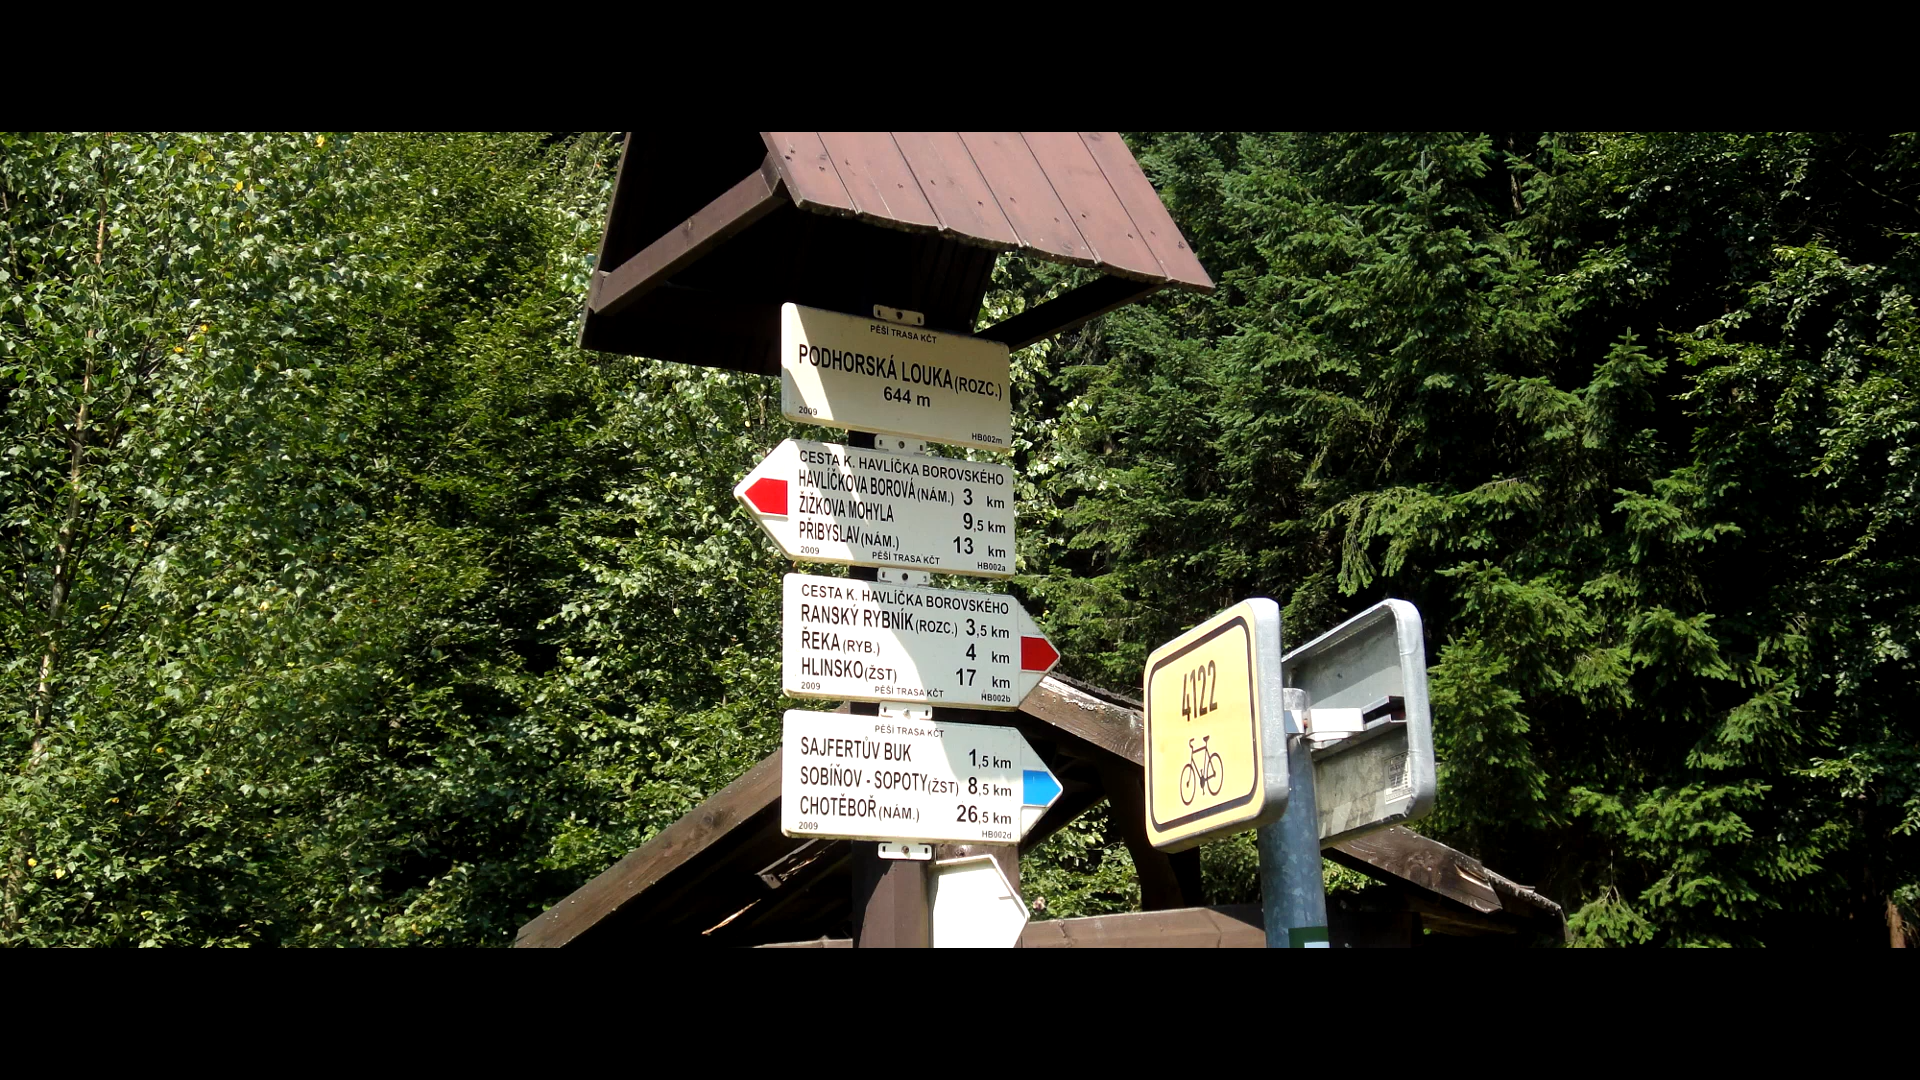 PĚŠÍ TRASA KČT
PODHORSKÁ LOUKA (ROZC.)
644 m
2009 HB002m
CESTA K. HAVLÍČKA BOROVSKÉHO
HAVLÍČKOVA BOROVÁ (NÁM.) 3 km
ŽIŽKOVA MOHYLA 9,5 km
PŘIBYSLAV (NÁM.) 13 km
2009 PĚŠÍ TRASA KČT HB002a
CESTA K. HAVLÍČKA BOROVSKÉHO
RANSKÝ RYBNÍK (ROZC.) 3,5 km
ŘEKA (RYB.) 4 km
HLINSKO (ŽST) 17 km
2009 PĚŠÍ TRASA KČT HB002b
PĚŠÍ TRASA KČT
SAJFERTŮV BUK 1,5 km
SOBÍŇOV - SOPOTY (ŽST) 8,5 km
CHOTĚBOŘ (NÁM.) 26,5 km
2009 HB002d
4122